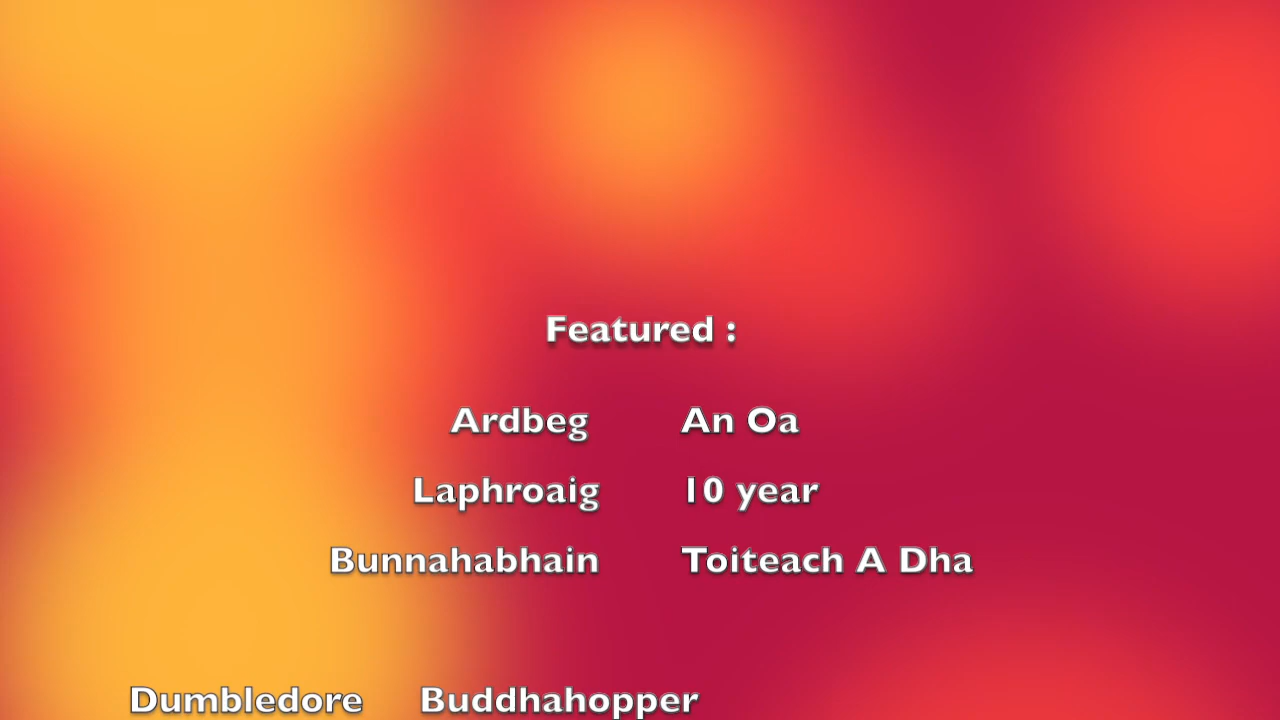 Featured :
Ardbeg An Oa
Laphroaig 10 year
Bunnahabhain Toiteach A Dha
Dumbledore Buddhahopper